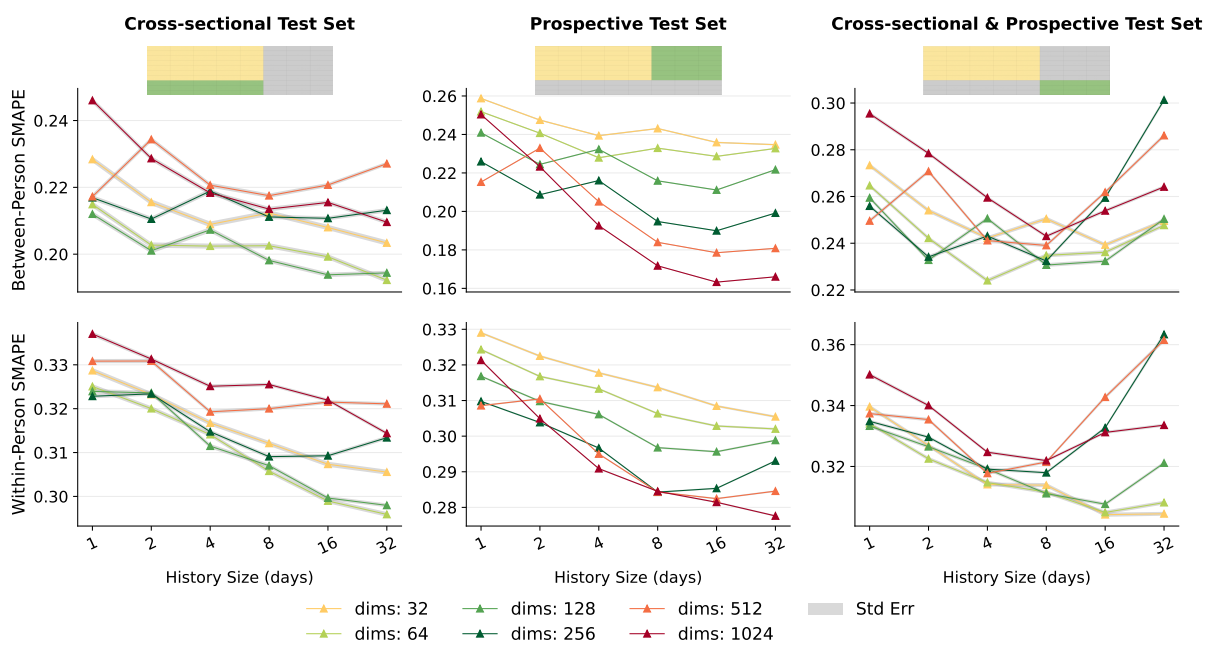 Cross-sectional Test Set
Prospective Test Set
Cross-sectional & Prospective Test Set
Between-Person SMAPE
0.24
0.22
0.20
0.26
0.24
0.22
0.20
0.18
0.16
0.30
0.28
0.26
0.24
0.22
Within-Person SMAPE
0.33
0.32
0.31
0.30
0.33
0.32
0.31
0.30
0.29
0.28
0.36
0.34
0.32
1 2 4 8 16 32
1 2 4 8 16 32
1 2 4 8 16 32
History Size (days)
History Size (days)
History Size (days)
dims: 32 dims: 128 dims: 512 Std Err
dims: 64 dims: 256 dims: 1024